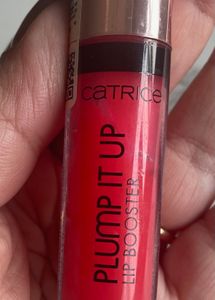 CATRICE
PLUMP IT UP
LIP BOOSTER